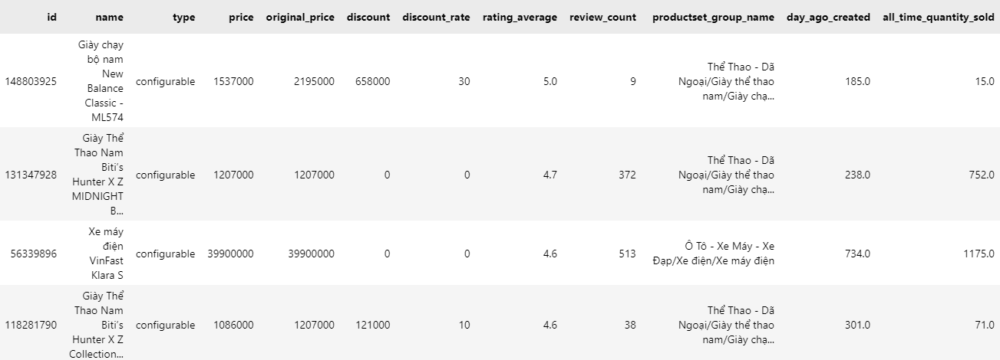 id name type price original_price discount discount_rate rating_average review_count productset_group_name day_ago_created all_time_quantity_sold
Giày chạy
bộ nam
New
Balance
Classic -
ML574
148803925 configurable 1537000 2195000 658000 30 5.0 9
Thể Thao - Dã
Ngoại/Giày thể thao
nam/Giày chạ...
185.0 15.0
Giày Thể
Thao Nam
Biti's
Hunter X Z
MIDNIGHT
B...
131347928 configurable 1207000 1207000 0 0 4.7 372
Thể Thao - Dã
Ngoại/Giày thể thao
nam/Giày chạ...
238.0 752.0
Xe máy
điện
VinFast
Klara S
56339896 configurable 39900000 39900000 0 0 4.6 513
Ô Tô - Xe Máy - Xe
Đạp/Xe điện/Xe máy điện
734.0 1175.0
Giày Thể
Thao Nam
Biti's
Hunter X Z
Collection...
118281790 configurable 1086000 1207000 121000 10 4.6 38
Thể Thao - Dã
Ngoại/Giày thể thao
nam/Giày chạ...
301.0 71.0